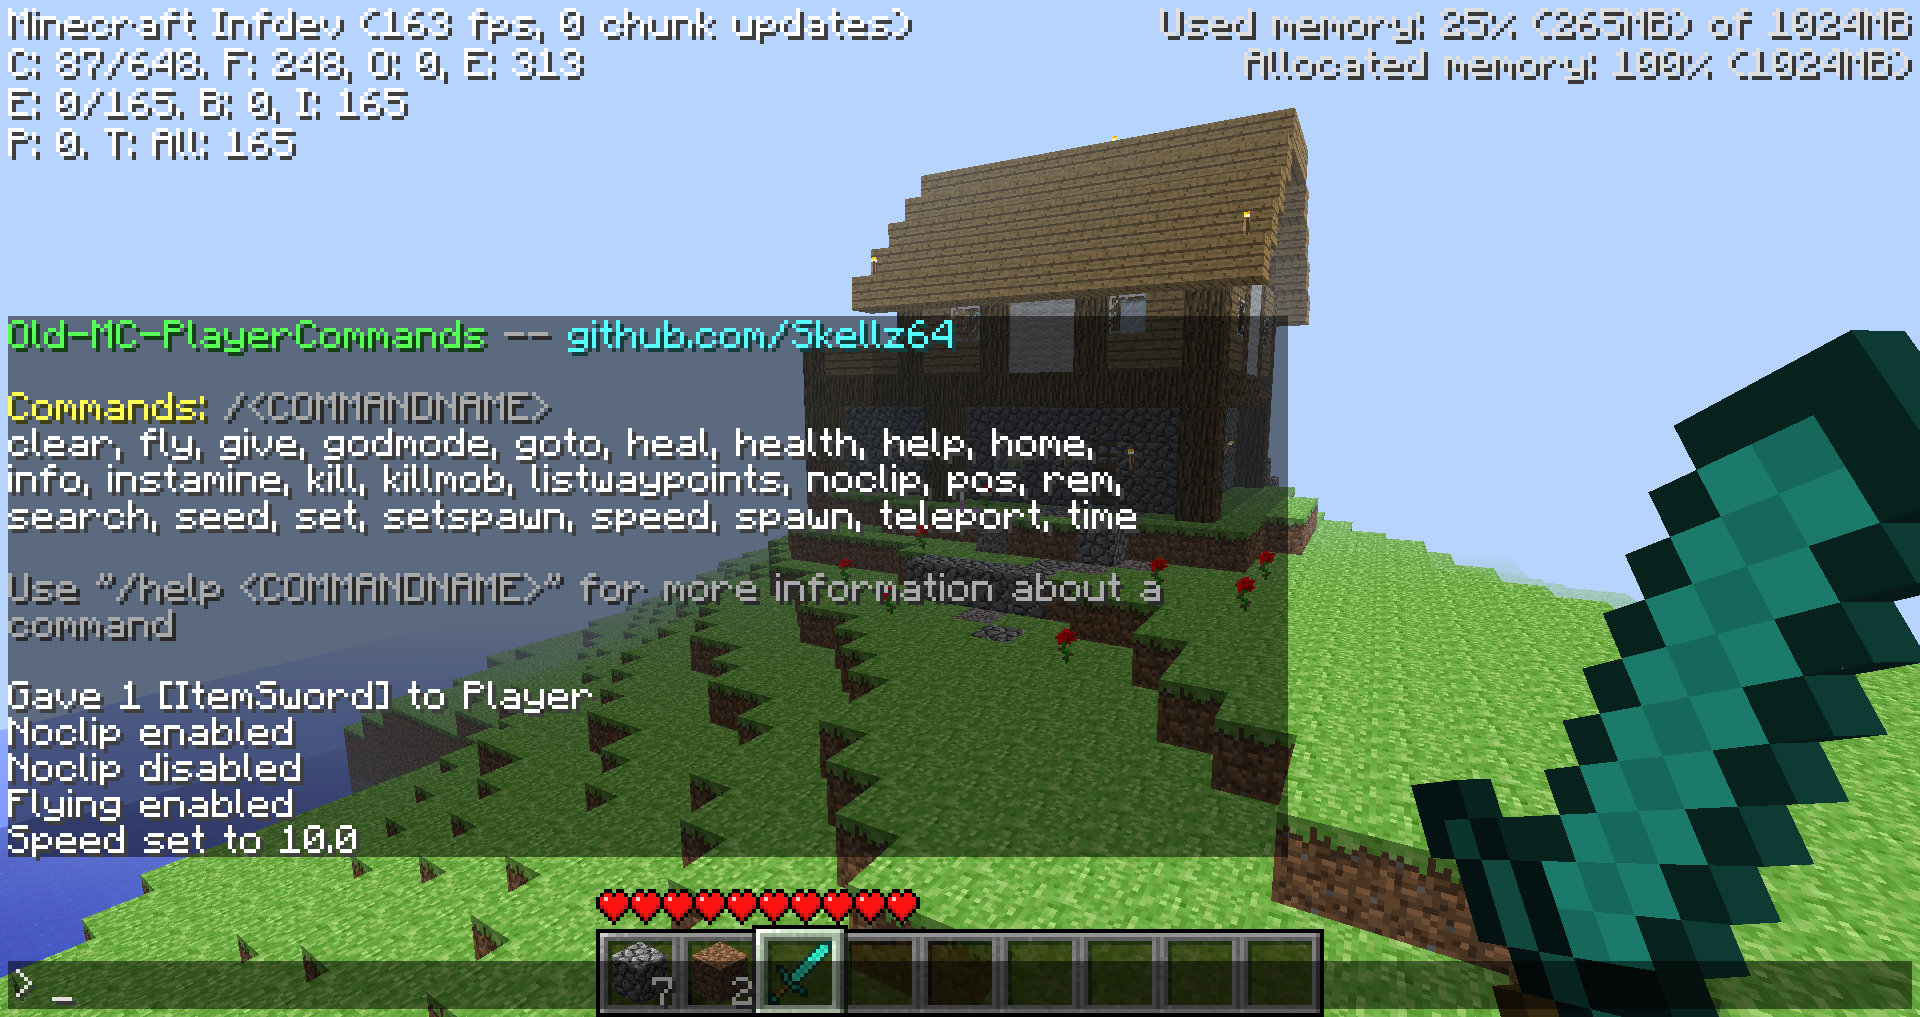 Minecraft Infdev (163 fps, 0 chunk updates)
Used memory: 25% (265MB) of 1024MB
C: 87/648. F: 248, O: 0, E: 313
Allocated memory: 100% (1024MB)
E: 0/165. B: 0, I: 165
P: 0. T: All: 165
Old-MC-PlayerCommands -- github.com/Skellz64
Commands: /<COMMANDNAME>
clear, fly, give, godmode, goto, heal, health, help, home,
info, instamine, kill, killmob, listwaypoints, noclip, pos, rem,
search, seed, set, setspawn, speed, spawn, teleport, time
Use "/help <COMMANDNAME>" for more information about a
command
Gave 1 [ItemSword] to Player
Noclip enabled
Noclip disabled
Flying enabled
Speed set to 10.0
> _
7 2